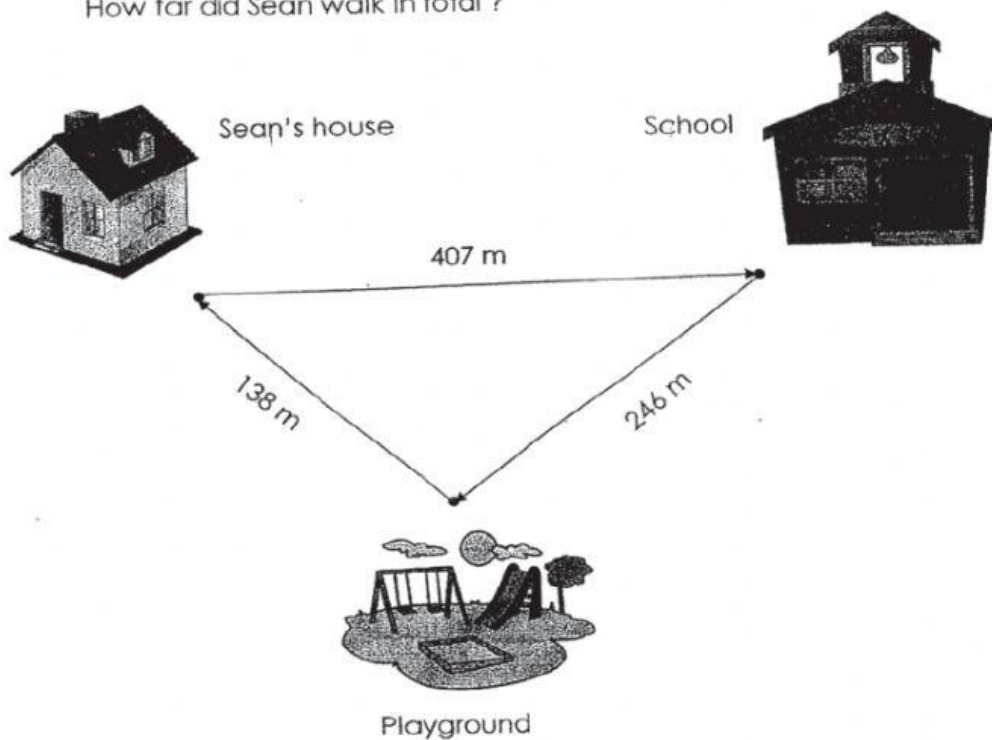 How far did Sean walk in total ?
Sean's house
School
407 m
138 m
246 m
Playground